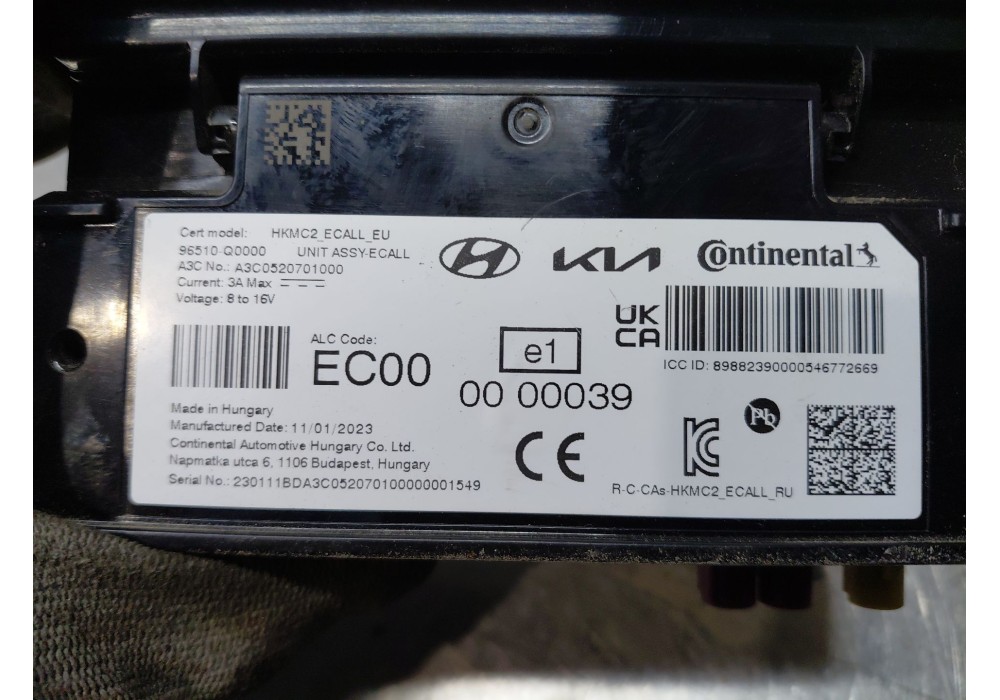 Cert model: HKMC2_ECALL_EU
96510-Q0000 UNIT ASSY-ECALL
A3C No.: A3C0520701000
Current: 3A Max
Voltage: 8 to 16V
KIA
Continental
UK
CA
ICC ID: 89882390000546772669
ALC Code:
EC00
e1
00 00039
Made in Hungary
Manufactured Date: 11/01/2023
Continental Automotive Hungary Co. Ltd.
Napmatka utca 6, 1106 Budapest, Hungary
Serial No.: 230111BDA3C052070100000001549
CE
Pb
R-C-CAs-HKMC2_ECALL_RU